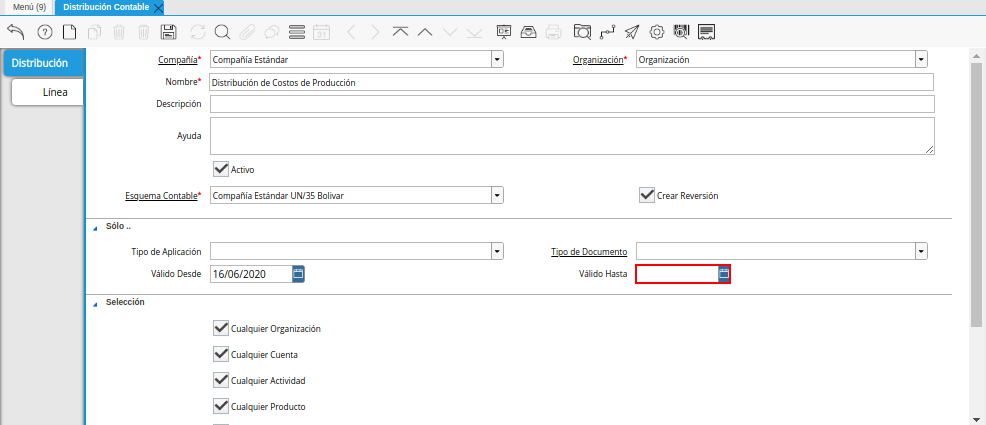 Menú (9) Distribución Contable
Distribución
Línea
Compañía* Compañía Estándar Organización* Organización
Nombre* Distribución de Costos de Producción
Descripción
Ayuda
Activo
Esquema Contable* Compañía Estándar UN/35 Bolivar Crear Reversión
Sólo ..
Tipo de Aplicación Tipo de Documento
Válido Desde 16/06/2020 Válido Hasta
Selección
Cualquier Organización
Cualquier Cuenta
Cualquier Actividad
Cualquier Producto